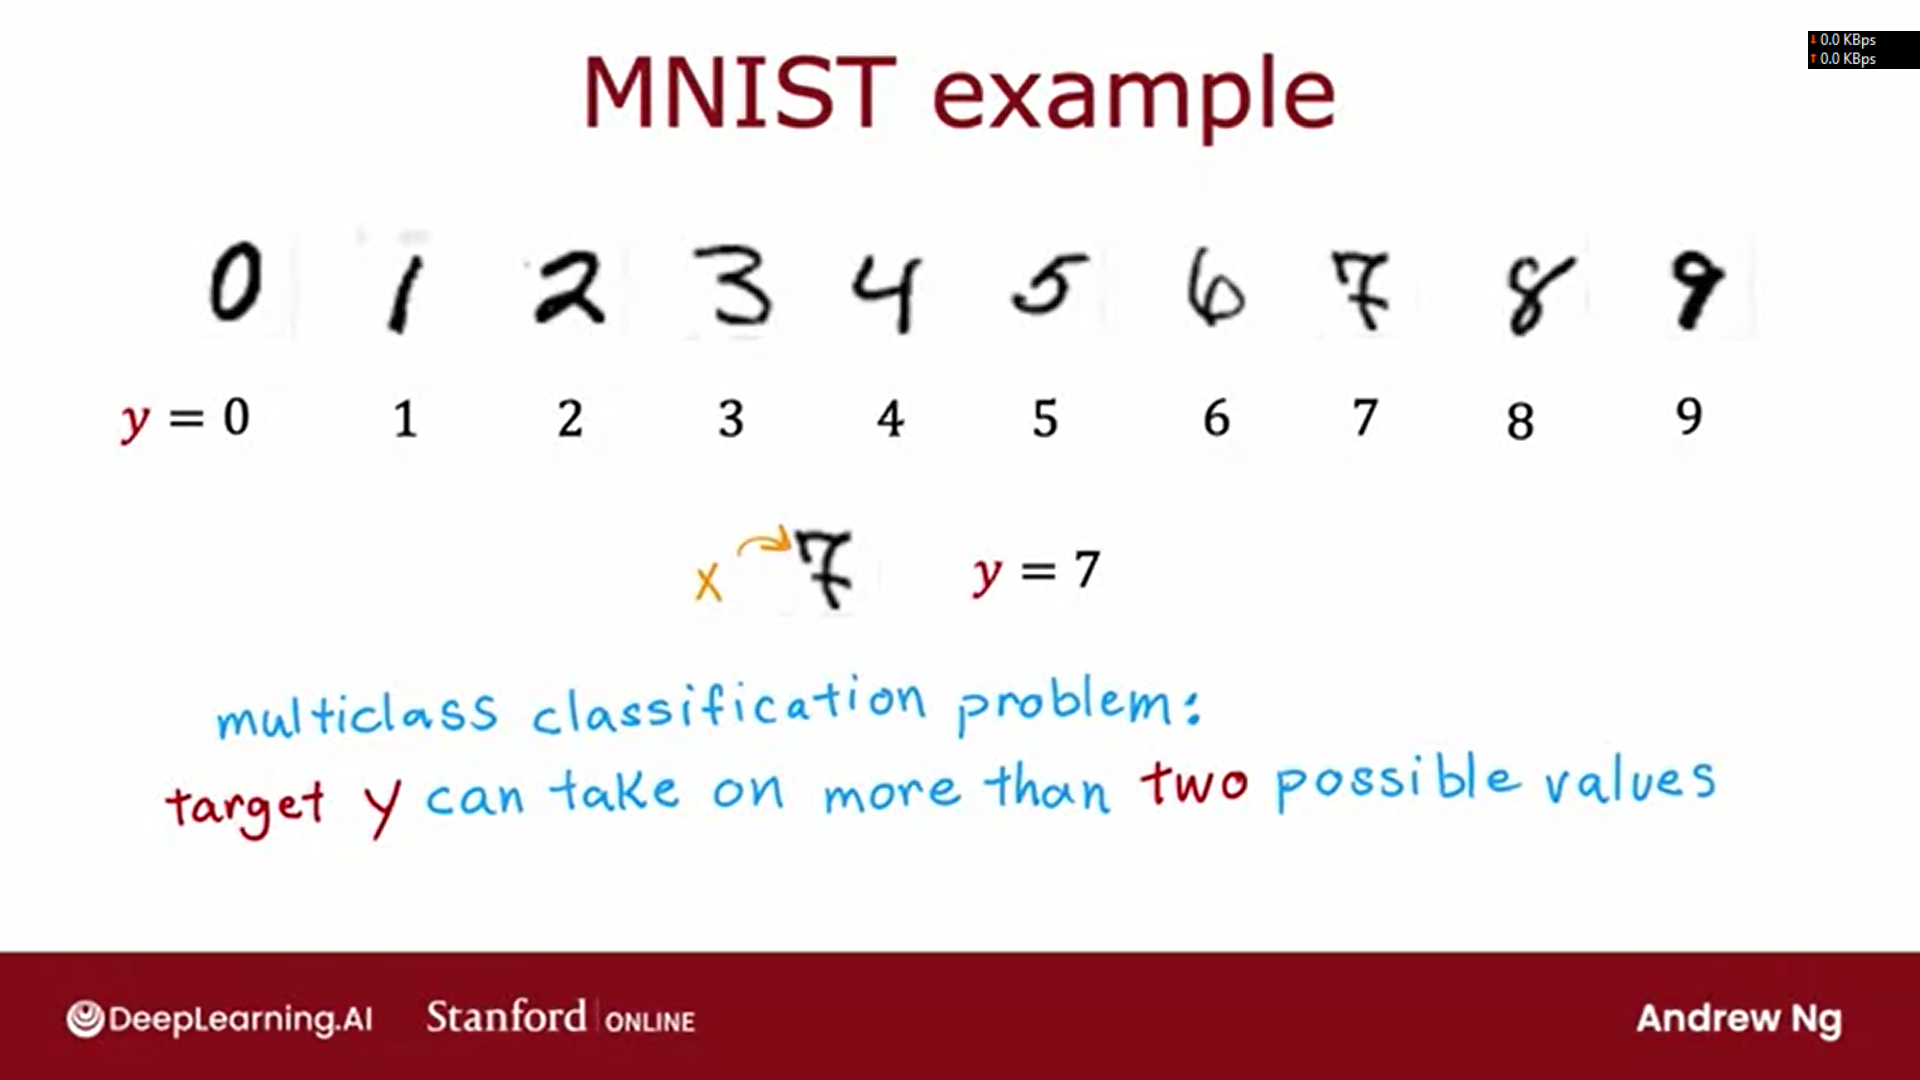 MNIST example
↓ 0.0 KBps
↑ 0.0 KBps
0 1 2 3 4 5 6 7 8 9
y = 0 1 2 3 4 5 6 7 8 9
x 7 y = 7
multiclass classification problem:
target y can take on more than two possible values
DeepLearning.AI Stanford | ONLINE Andrew Ng